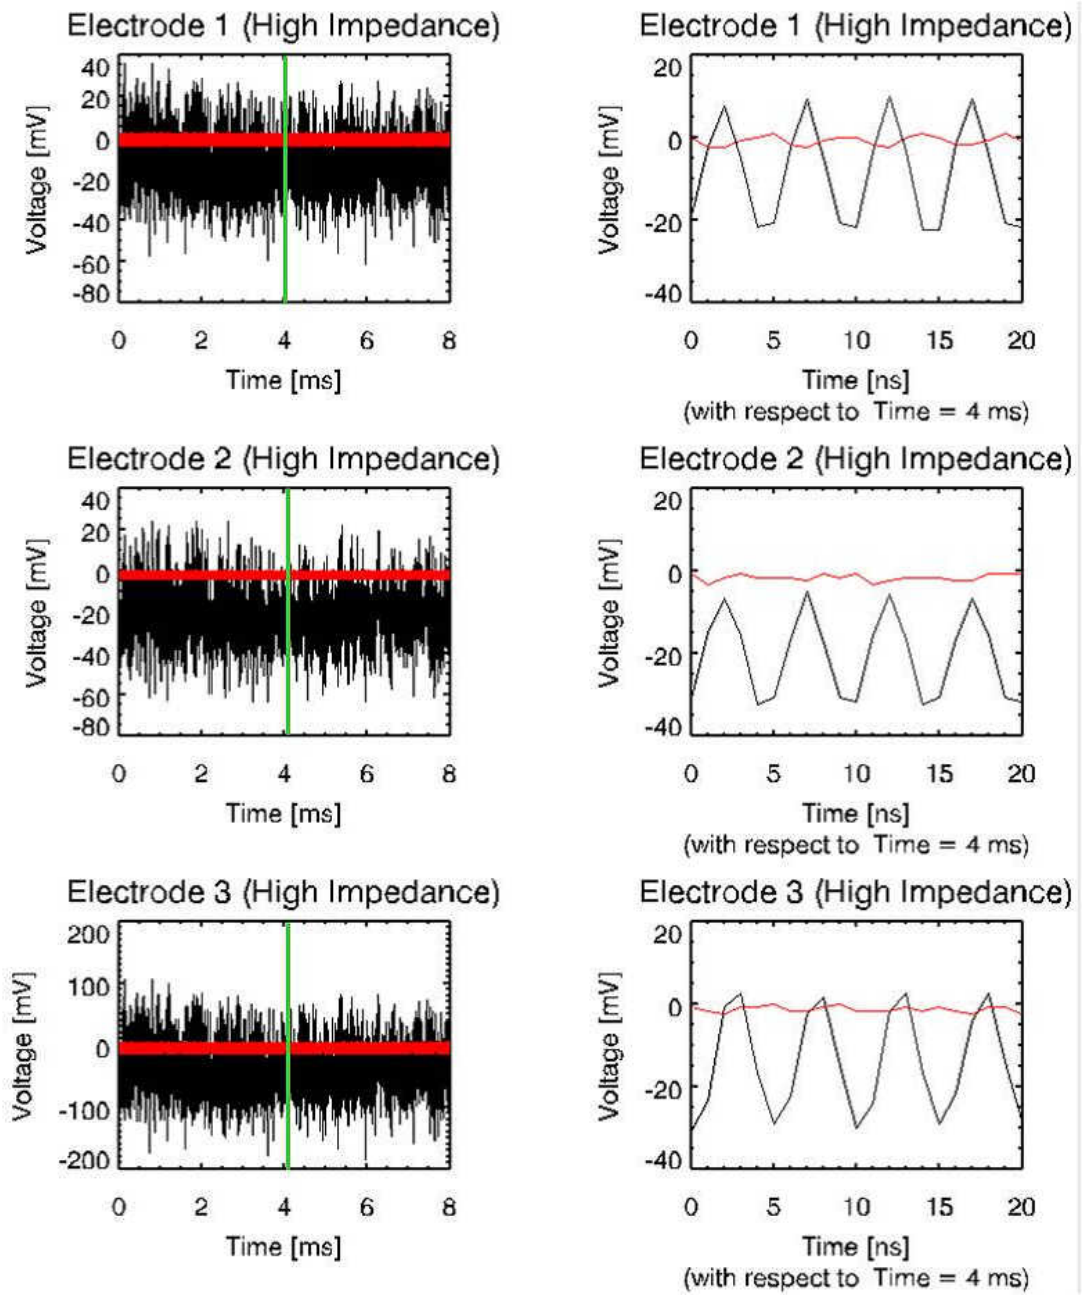 Electrode 1 (High Impedance)
Voltage [mV]
40
20
0
-20
-40
-60
-80
0 2 4 6 8
Time [ms]
Electrode 1 (High Impedance)
Voltage [mV]
20
0
-20
-40
0 5 10 15 20
Time [ns]
(with respect to Time = 4 ms)
Electrode 2 (High Impedance)
Voltage [mV]
40
20
0
-20
-40
-60
-80
0 2 4 6 8
Time [ms]
Electrode 2 (High Impedance)
Voltage [mV]
20
0
-20
-40
0 5 10 15 20
Time [ns]
(with respect to Time = 4 ms)
Electrode 3 (High Impedance)
Voltage [mV]
200
100
0
-100
-200
0 2 4 6 8
Time [ms]
Electrode 3 (High Impedance)
Voltage [mV]
20
0
-20
-40
0 5 10 15 20
Time [ns]
(with respect to Time = 4 ms)